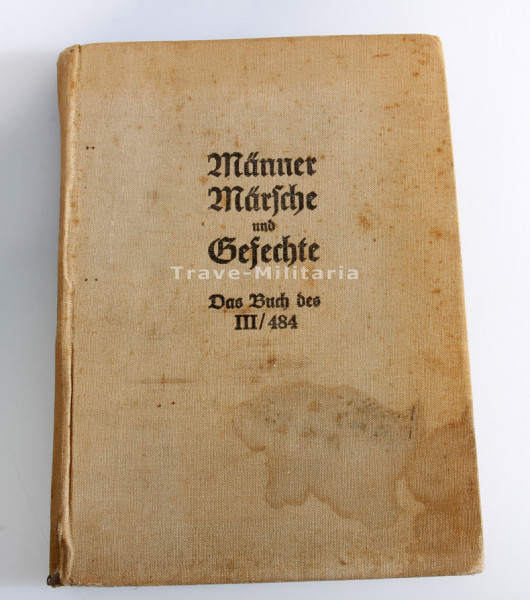 Männer
Märsche
und
Gefechte
Trave-Militaria
Das Buch des
III/484